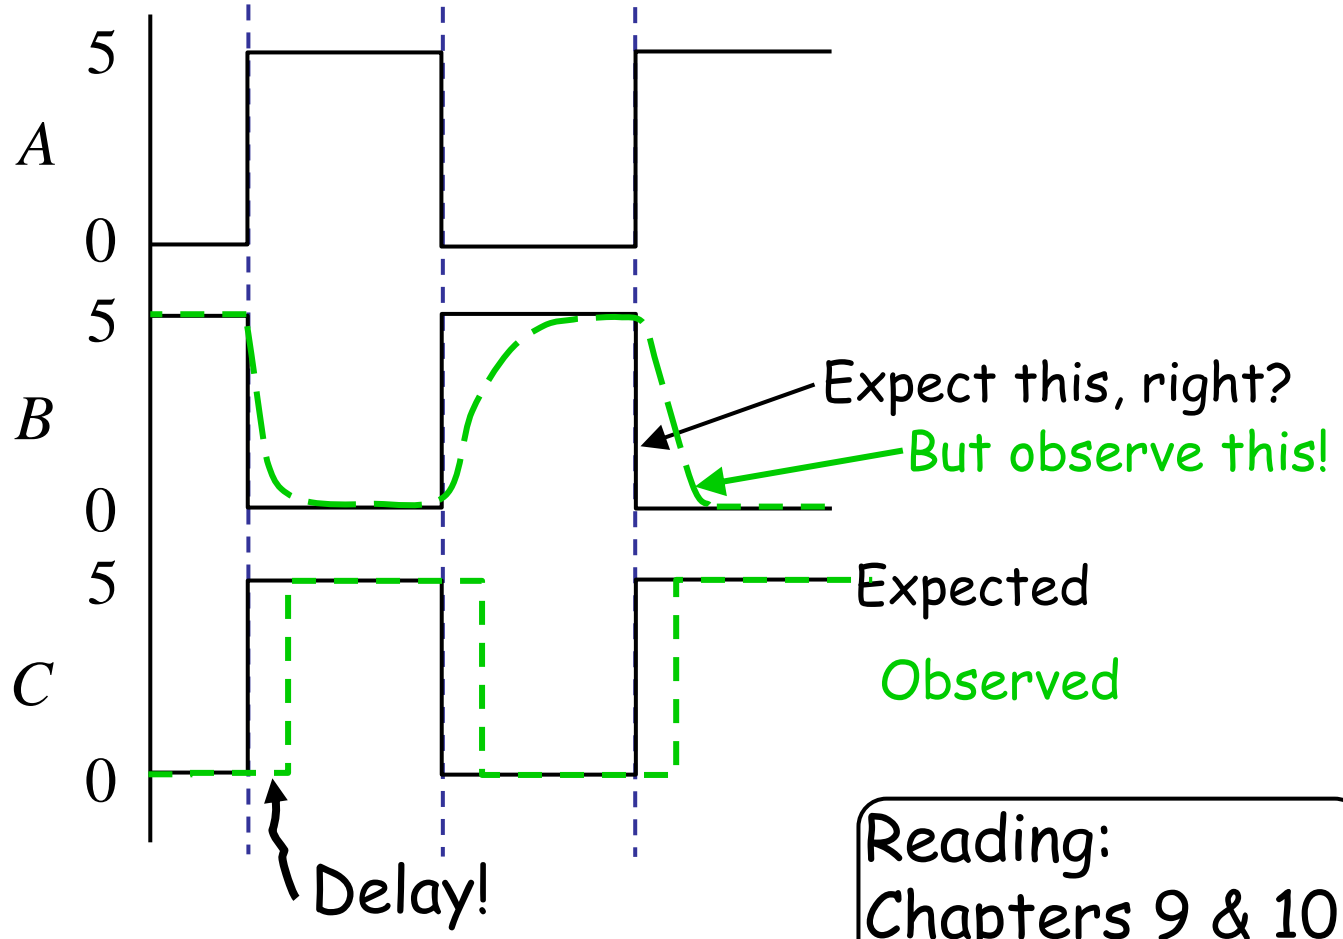 5
A
0
5
Expect this, right?
B
But observe this!
0
5
Expected
C
Observed
0
Reading:
Delay!
Chapters 9 & 10